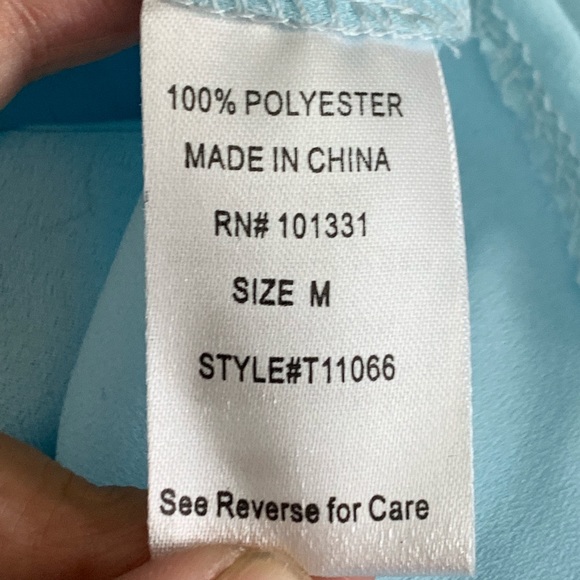 100% POLYESTER
MADE IN CHINA
RN# 101331
SIZE M
STYLE#T11066
See Reverse for Care